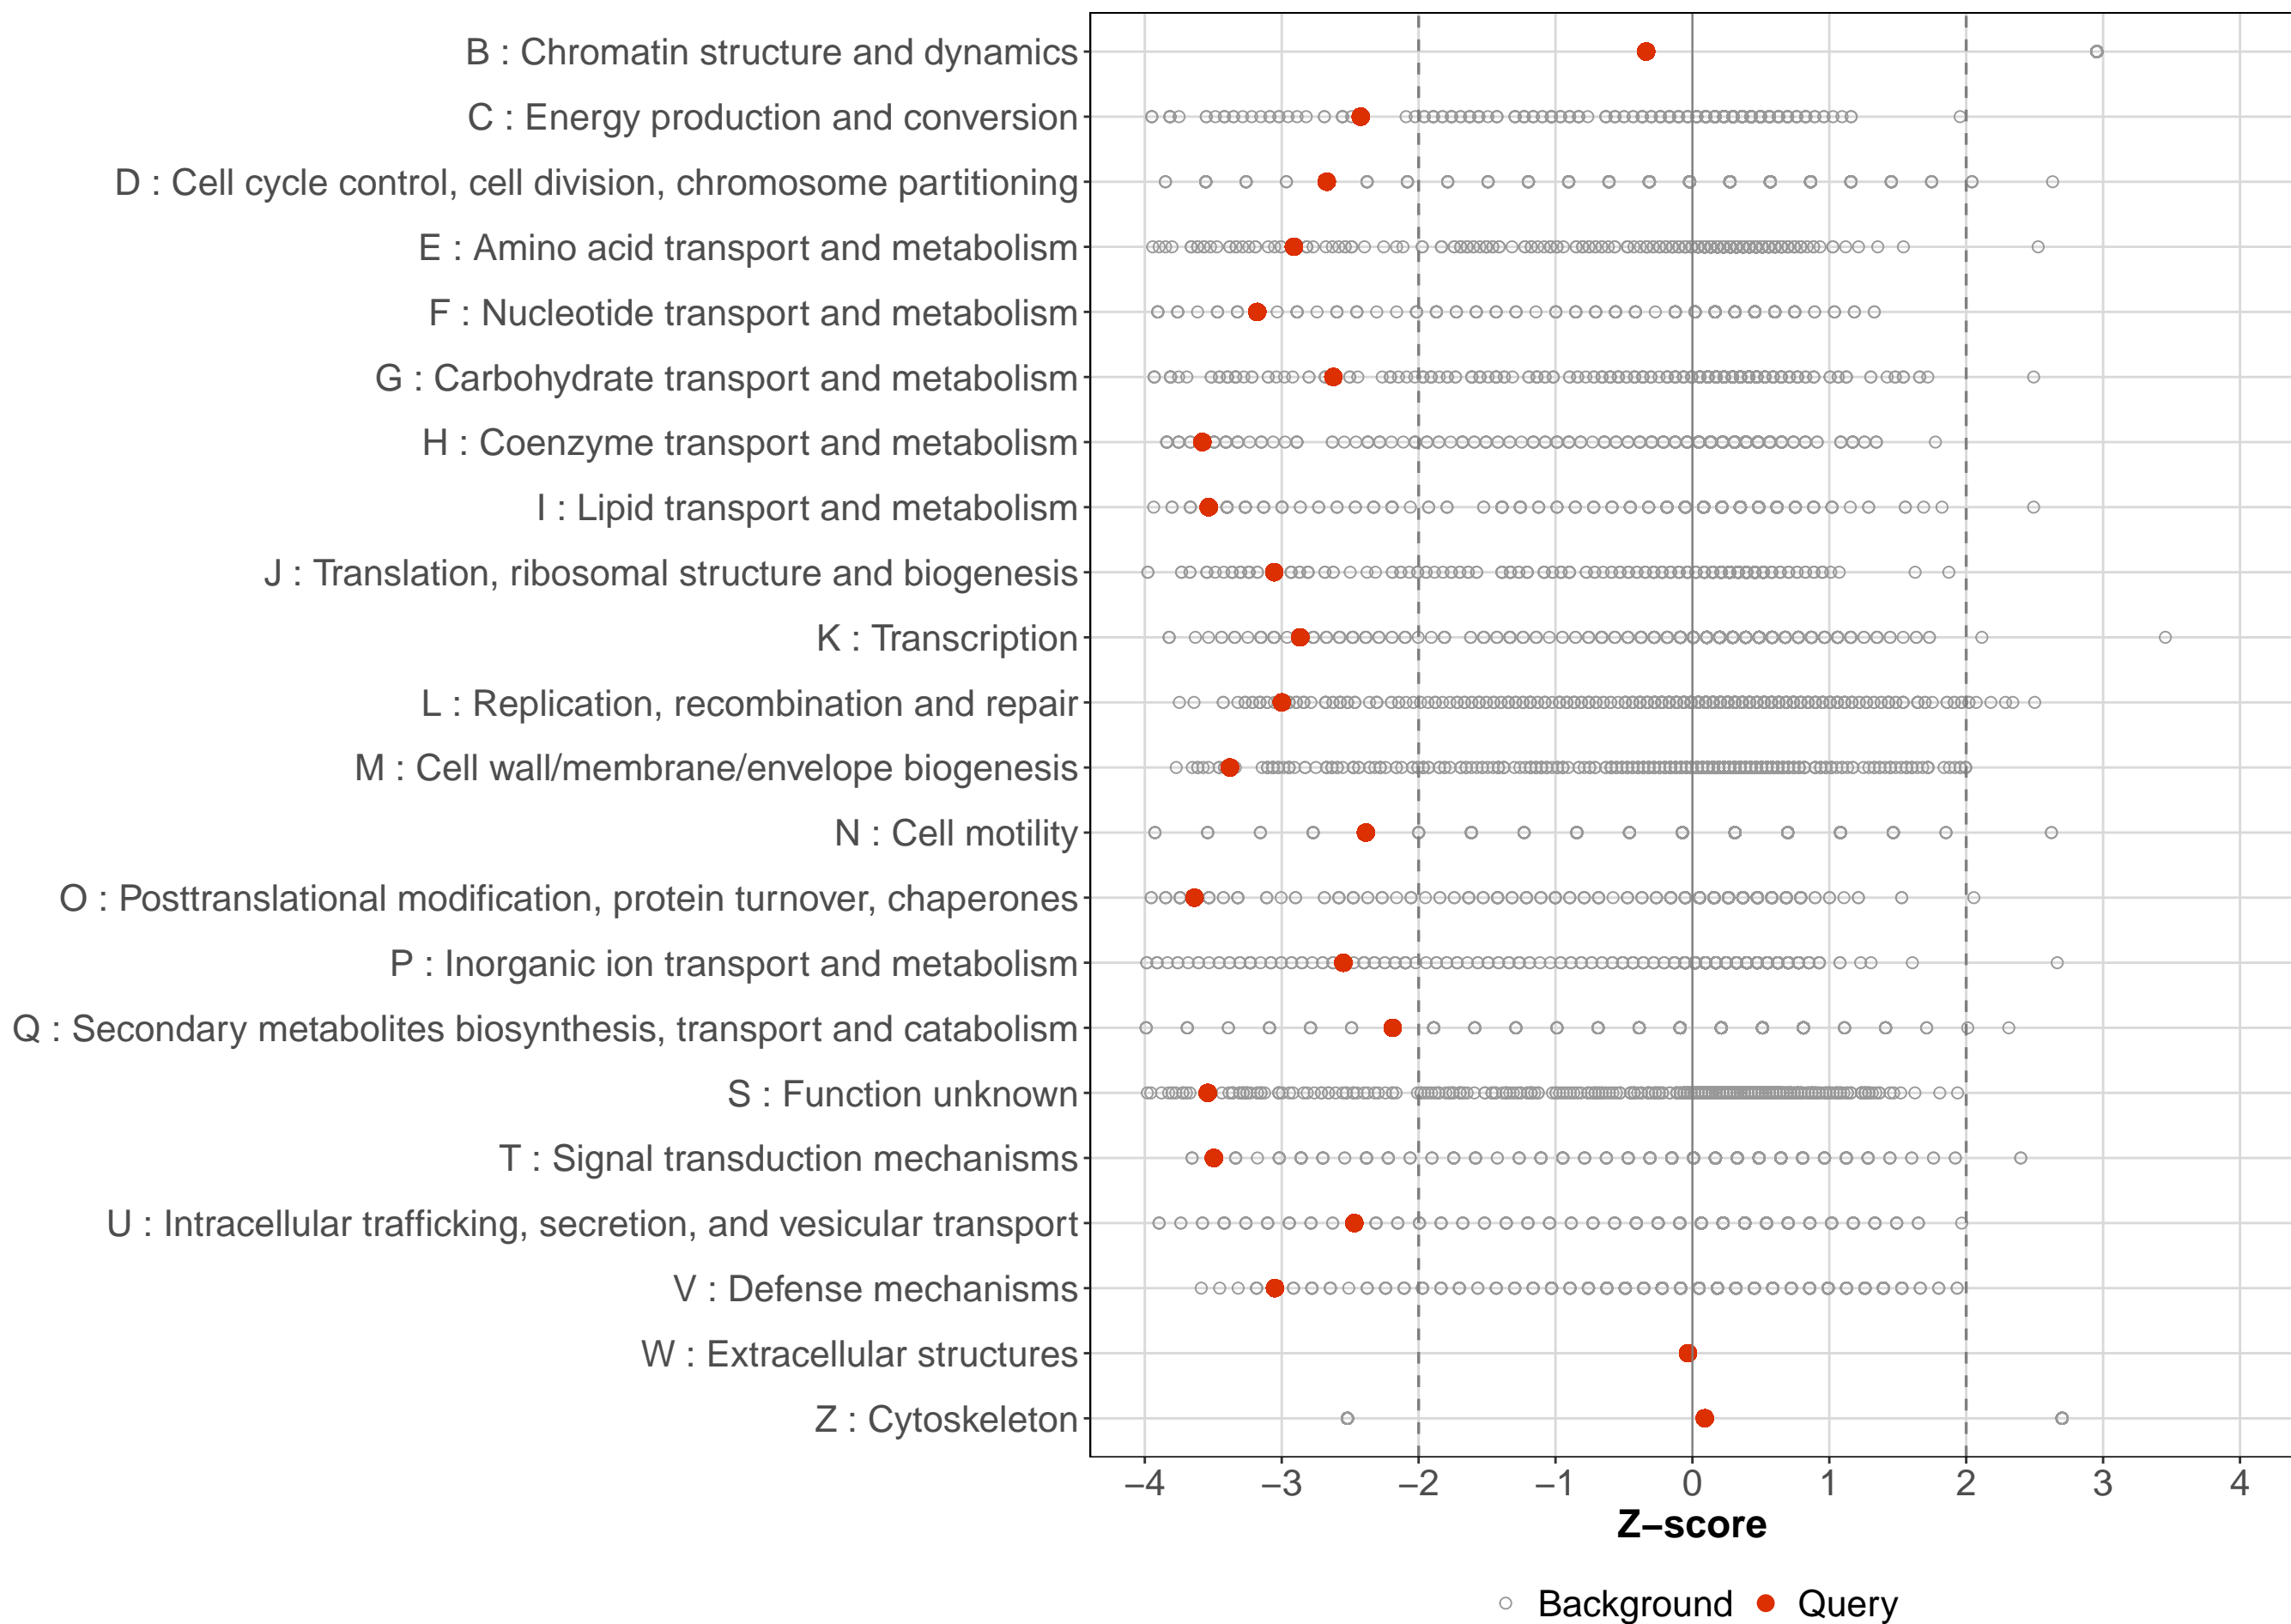 B : Chromatin structure and dynamics
C : Energy production and conversion
D : Cell cycle control, cell division, chromosome partitioning
E : Amino acid transport and metabolism
F : Nucleotide transport and metabolism
G : Carbohydrate transport and metabolism
H : Coenzyme transport and metabolism
I : Lipid transport and metabolism
J : Translation, ribosomal structure and biogenesis
K : Transcription
L : Replication, recombination and repair
M : Cell wall/membrane/envelope biogenesis
N : Cell motility
O : Posttranslational modification, protein turnover, chaperones
P : Inorganic ion transport and metabolism
Q : Secondary metabolites biosynthesis, transport and catabolism
S : Function unknown
T : Signal transduction mechanisms
U : Intracellular trafficking, secretion, and vesicular transport
V : Defense mechanisms
W : Extracellular structures
Z : Cytoskeleton
−4 −3 −2 −1 0 1 2 3 4
Z−score
Background Query